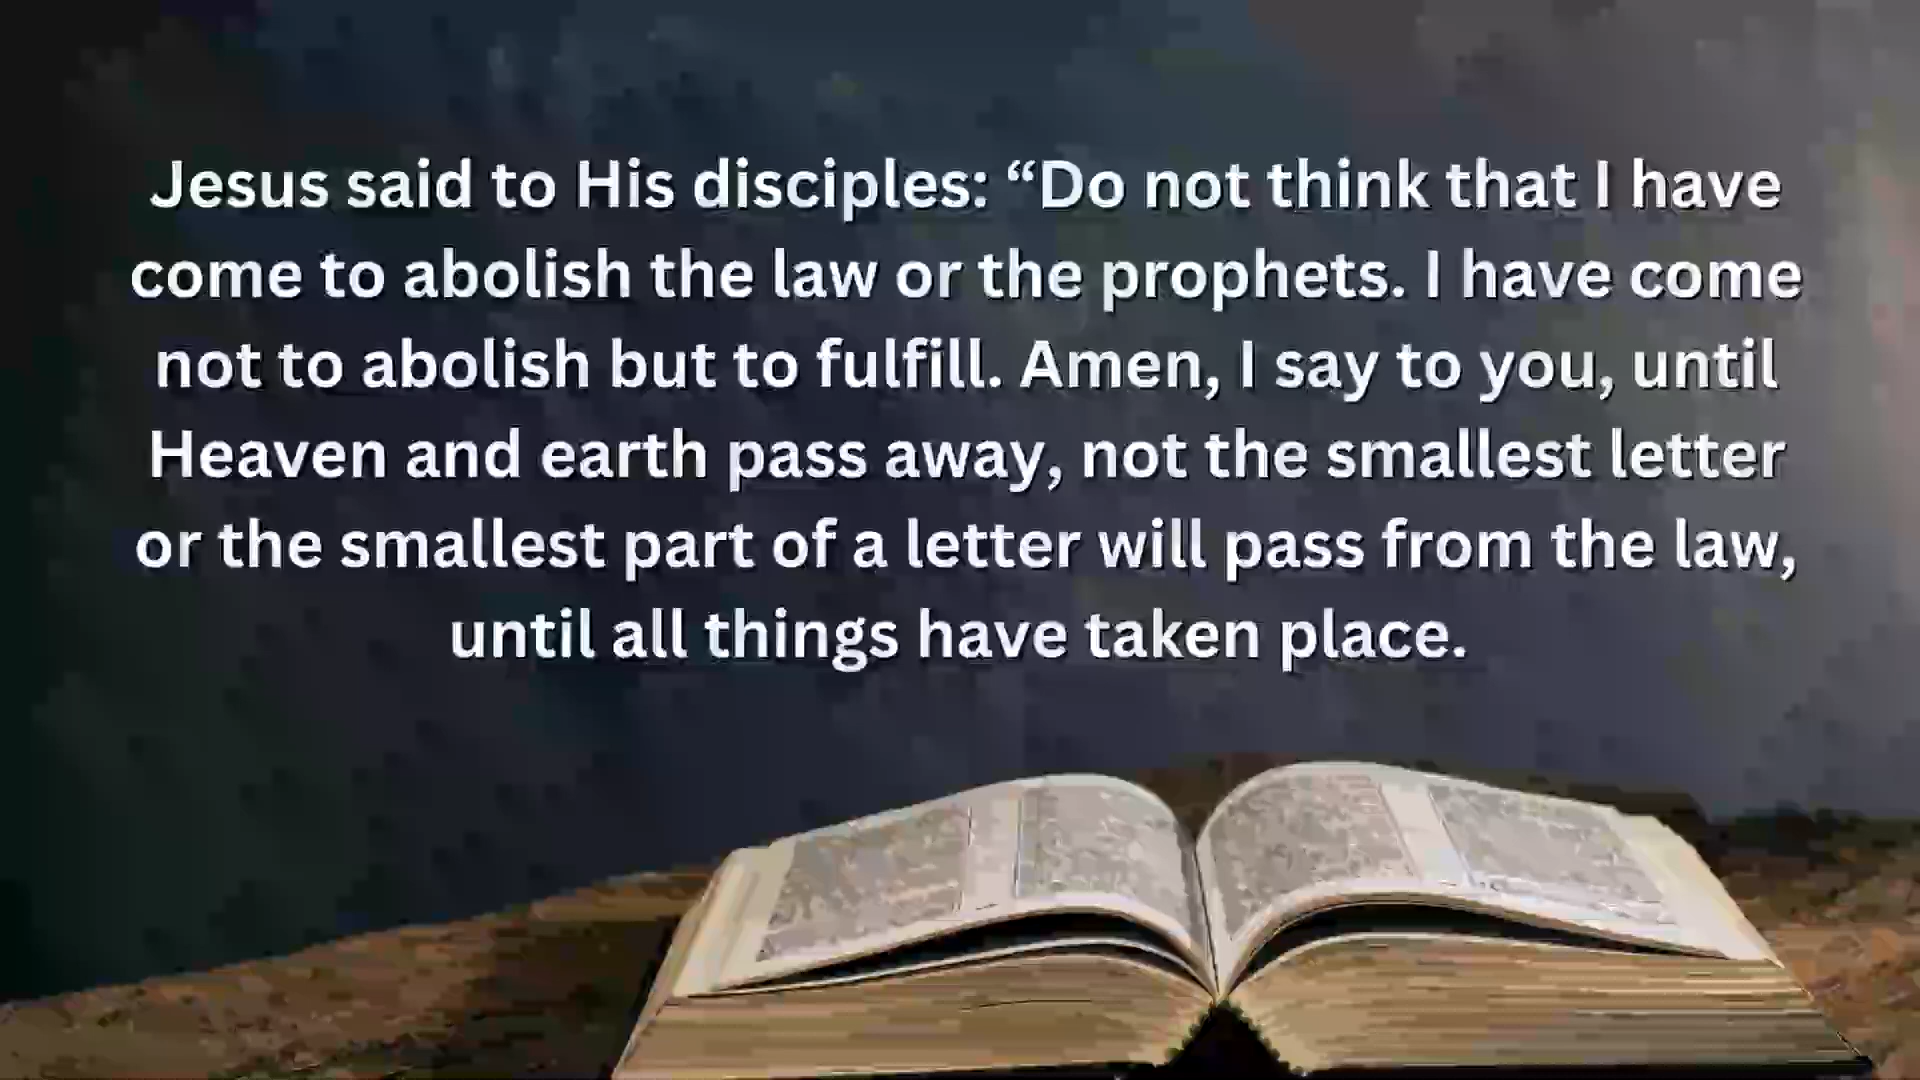 Jesus said to His disciples: “Do not think that I have
come to abolish the law or the prophets. I have come
not to abolish but to fulfill. Amen, I say to you, until
Heaven and earth pass away, not the smallest letter
or the smallest part of a letter will pass from the law,
until all things have taken place.